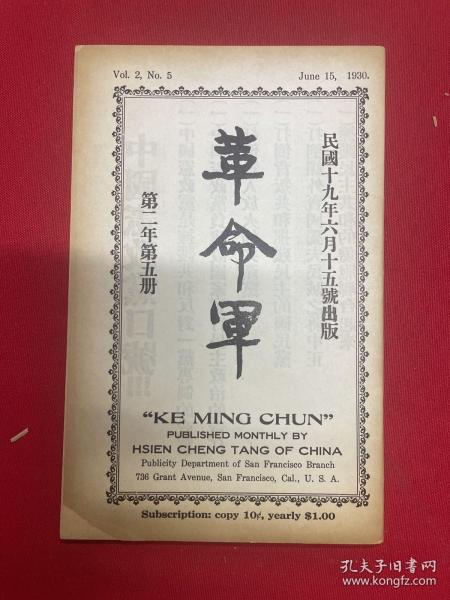 Vol. 2, No. 5
June 15, 1930.
民國十九年六月十五號出版
革命軍
第二年第五册
"KE MING CHUN"
PUBLISHED MONTHLY BY
HSIEN CHENG TANG OF CHINA
Publicity Department of San Francisco Branch
736 Grant Avenue, San Francisco, Cal., U. S. A.
Subscription: copy 10¢, yearly $1.00
孔夫子旧书网
www.kongfz.com